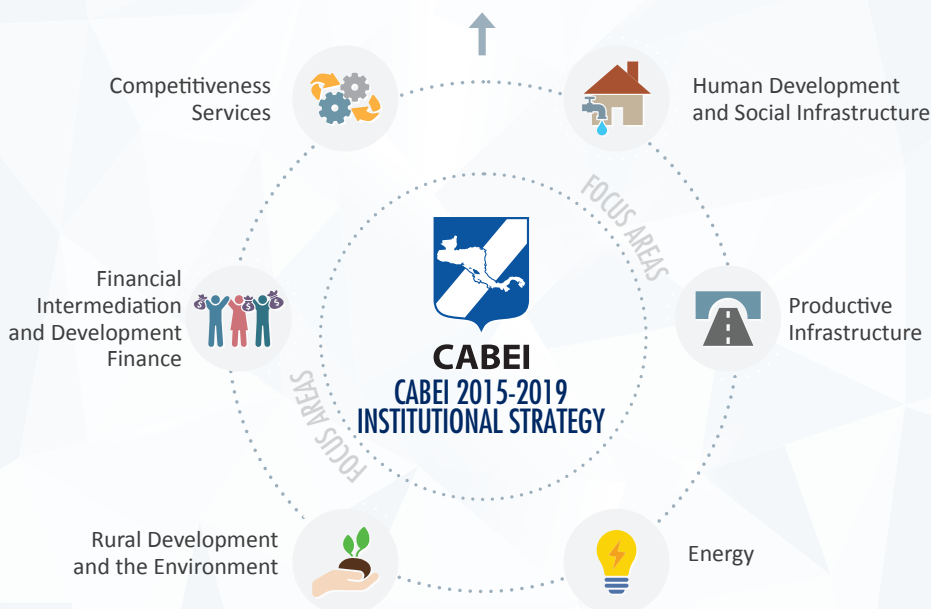 Competitiveness
Services
Human Development
and Social Infrastructure
FOCUS AREAS
Financial
Intermediation
and Development
Finance
Productive
Infrastructure
CABEI
CABEI 2015-2019
INSTITUTIONAL STRATEGY
FOCUS AREAS
Rural Development
and the Environment
Energy